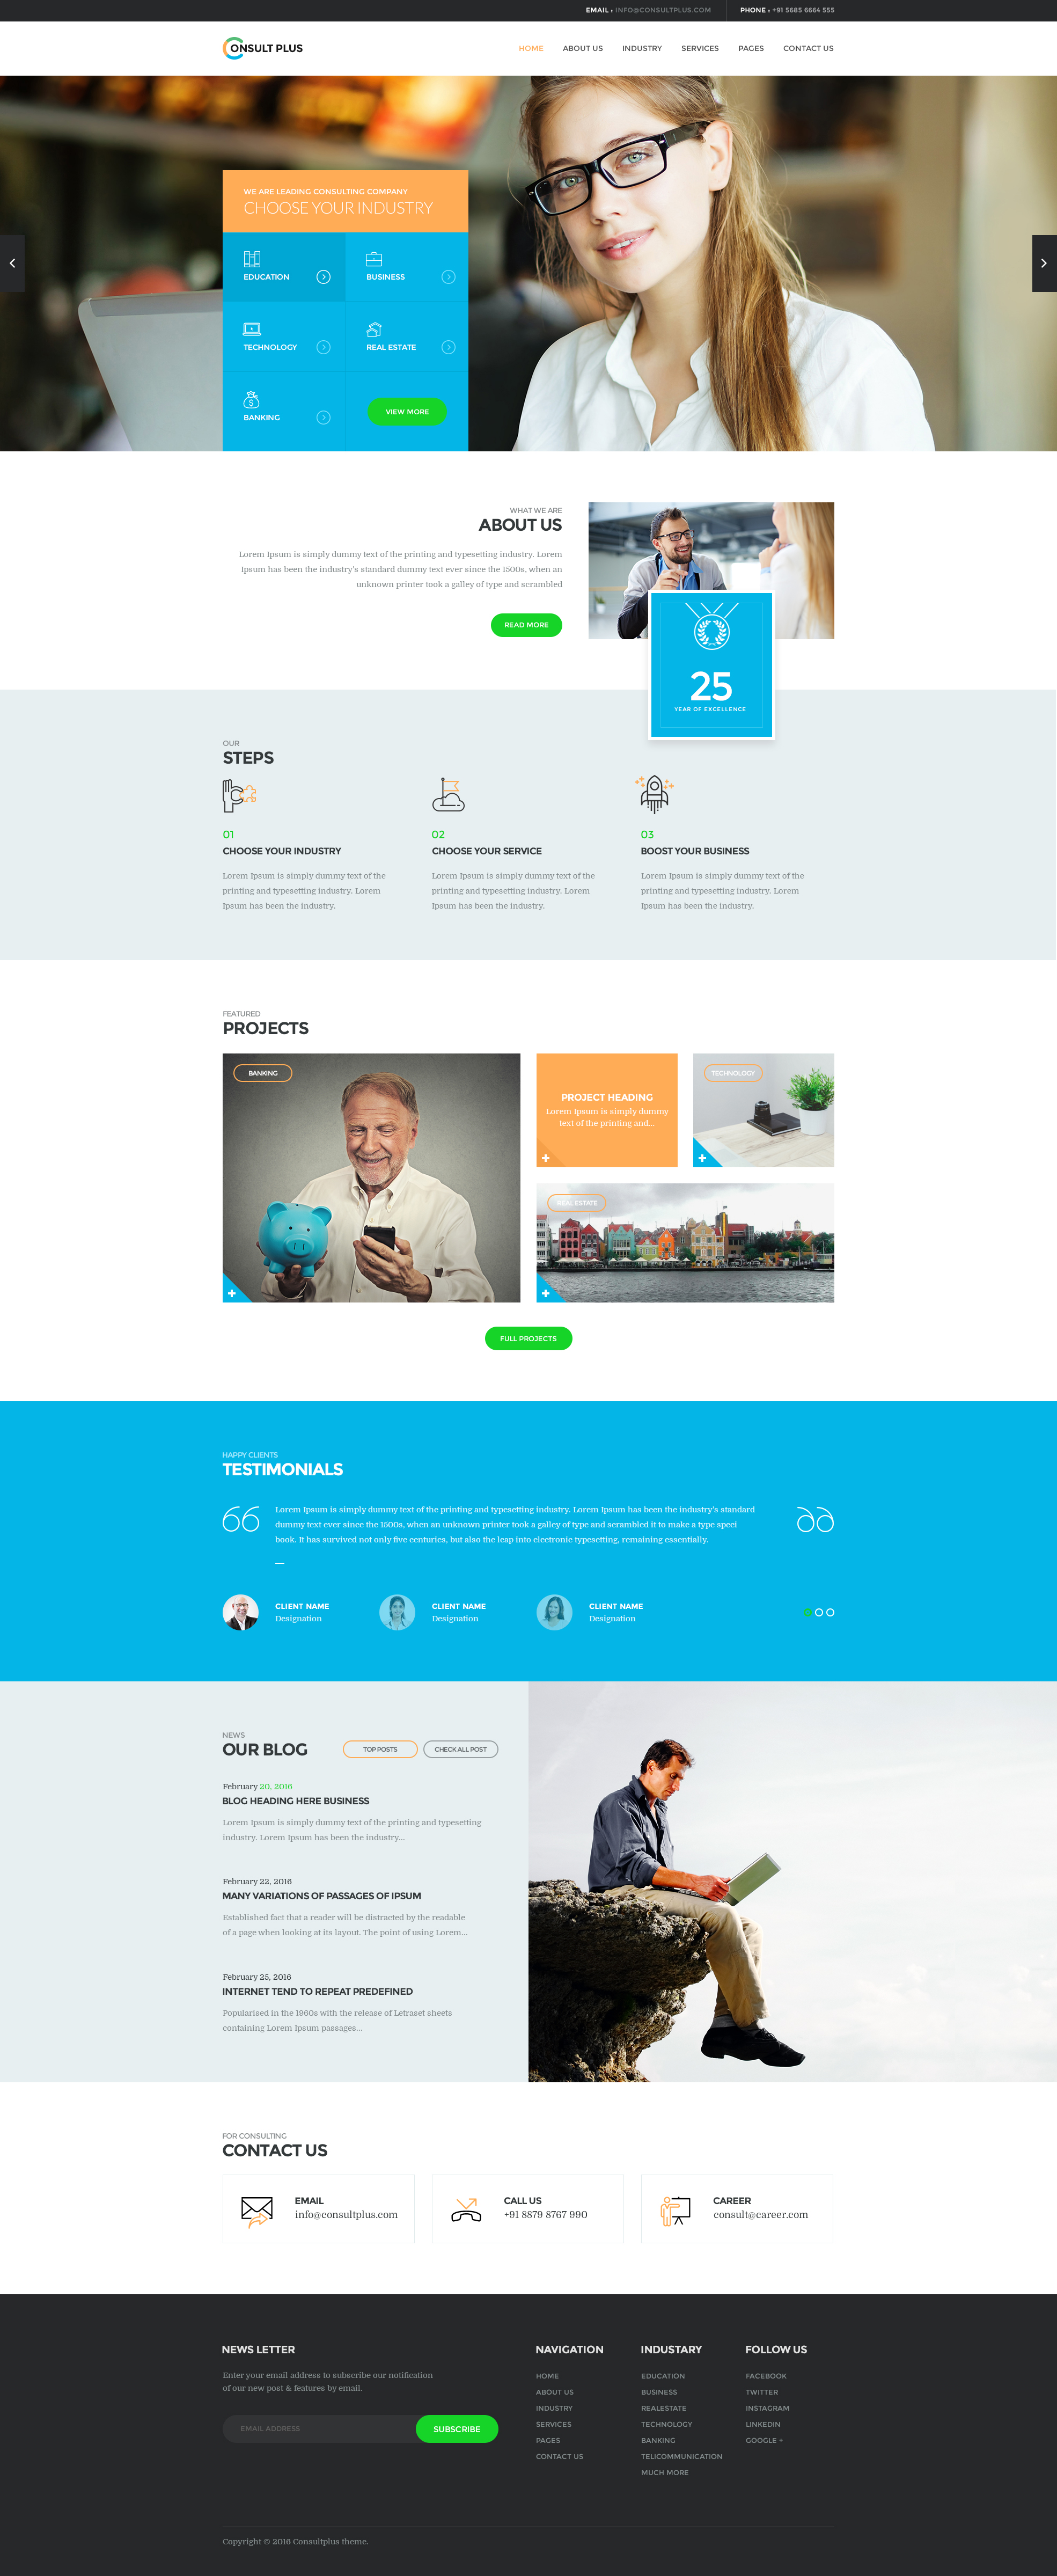 EMAIL : INFO@CONSULTPLUS.COM
PHONE : +91 5685 6664 555
CONSULT PLUS
HOME ABOUT US INDUSTRY SERVICES PAGES CONTACT US
WE ARE LEADING CONSULTING COMPANY
CHOOSE YOUR INDUSTRY
EDUCATION
BUSINESS
TECHNOLOGY
REAL ESTATE
BANKING
VIEW MORE
WHAT WE ARE
ABOUT US
Lorem Ipsum is simply dummy text of the printing and typesetting industry. Lorem
Ipsum has been the industry's standard dummy text ever since the 1500s, when an
unknown printer took a galley of type and scrambled
READ MORE
25
YEAR OF EXCELLENCE
OUR
STEPS
01
CHOOSE YOUR INDUSTRY
Lorem Ipsum is simply dummy text of the
printing and typesetting industry. Lorem
Ipsum has been the industry.
02
CHOOSE YOUR SERVICE
Lorem Ipsum is simply dummy text of the
printing and typesetting industry. Lorem
Ipsum has been the industry.
03
BOOST YOUR BUSINESS
Lorem Ipsum is simply dummy text of the
printing and typesetting industry. Lorem
Ipsum has been the industry.
FEATURED
PROJECTS
BANKING
PROJECT HEADING
Lorem Ipsum is simply dummy
text of the printing and...
TECHNOLOGY
REAL ESTATE
FULL PROJECTS
HAPPY CLIENTS
TESTIMONIALS
Lorem Ipsum is simply dummy text of the printing and typesetting industry. Lorem Ipsum has been the industry's standard
dummy text ever since the 1500s, when an unknown printer took a galley of type and scrambled it to make a type speci
book. It has survived not only five centuries, but also the leap into electronic typesetting, remaining essentially.
CLIENT NAME
Designation
CLIENT NAME
Designation
CLIENT NAME
Designation
NEWS
OUR BLOG
TOP POSTS
CHECK ALL POST
February 20, 2016
BLOG HEADING HERE BUSINESS
Lorem Ipsum is simply dummy text of the printing and typesetting
industry. Lorem Ipsum has been the industry...
February 22, 2016
MANY VARIATIONS OF PASSAGES OF IPSUM
Established fact that a reader will be distracted by the readable
of a page when looking at its layout. The point of using Lorem...
February 25, 2016
INTERNET TEND TO REPEAT PREDEFINED
Popularised in the 1960s with the release of Letraset sheets
containing Lorem Ipsum passages...
FOR CONSULTING
CONTACT US
EMAIL
info@consultplus.com
CALL US
+91 8879 8767 990
CAREER
consult@career.com
NEWS LETTER
Enter your email address to subscribe our notification
of our new post & features by email.
EMAIL ADDRESS
SUBSCRIBE
NAVIGATION
HOME
ABOUT US
INDUSTRY
SERVICES
PAGES
CONTACT US
INDUSTARY
EDUCATION
BUSINESS
REALESTATE
TECHNOLOGY
BANKING
TELICOMMUNICATION
MUCH MORE
FOLLOW US
FACEBOOK
TWITTER
INSTAGRAM
LINKEDIN
GOOGLE +
Copyright © 2016 Consultplus theme.